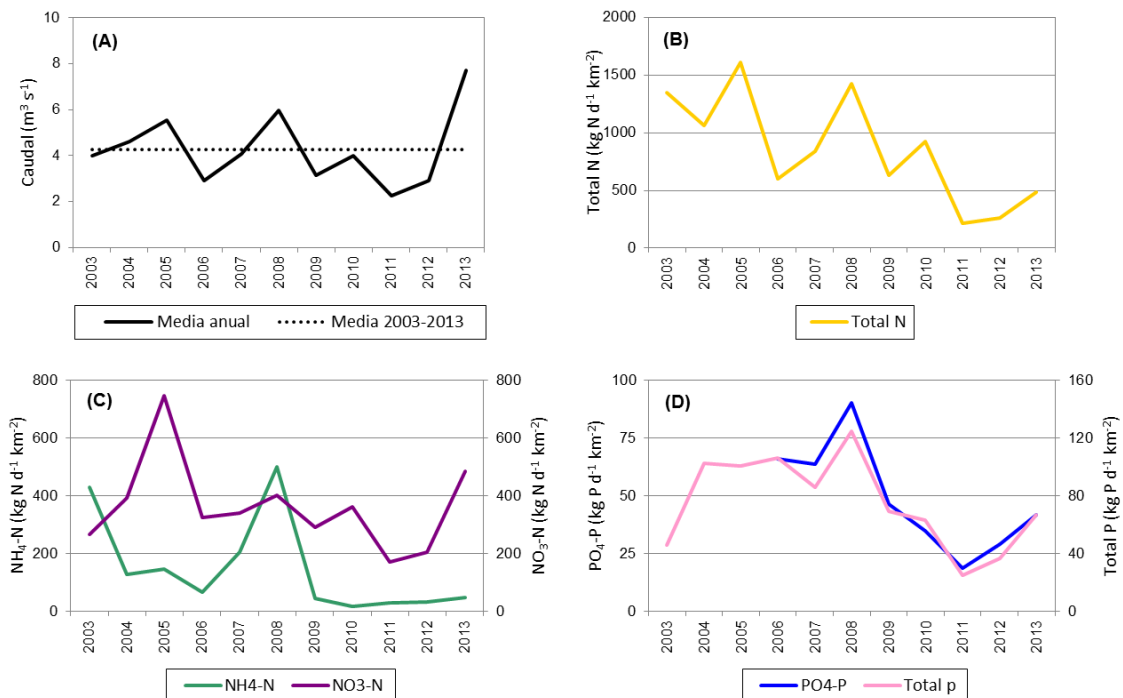 (A)
Caudal (m³ s⁻¹)
10
8
6
4
2
0
2003 2004 2005 2006 2007 2008 2009 2010 2011 2012 2013
Media anual Media 2003-2013
(B)
Total N (kg N d⁻¹ km⁻²)
2000
1500
1000
500
0
2003 2004 2005 2006 2007 2008 2009 2010 2011 2012 2013
Total N
(C)
NH₄-N (kg N d⁻¹ km⁻²)
800
600
400
200
0
800
600
400
200
0
NO₃-N (kg N d⁻¹ km⁻²)
2003 2004 2005 2006 2007 2008 2009 2010 2011 2012 2013
NH4-N NO3-N
(D)
PO₄-P (kg P d⁻¹ km⁻²)
100
75
50
25
0
160
120
80
40
0
Total P (kg P d⁻¹ km⁻²)
2003 2004 2005 2006 2007 2008 2009 2010 2011 2012 2013
PO4-P Total p